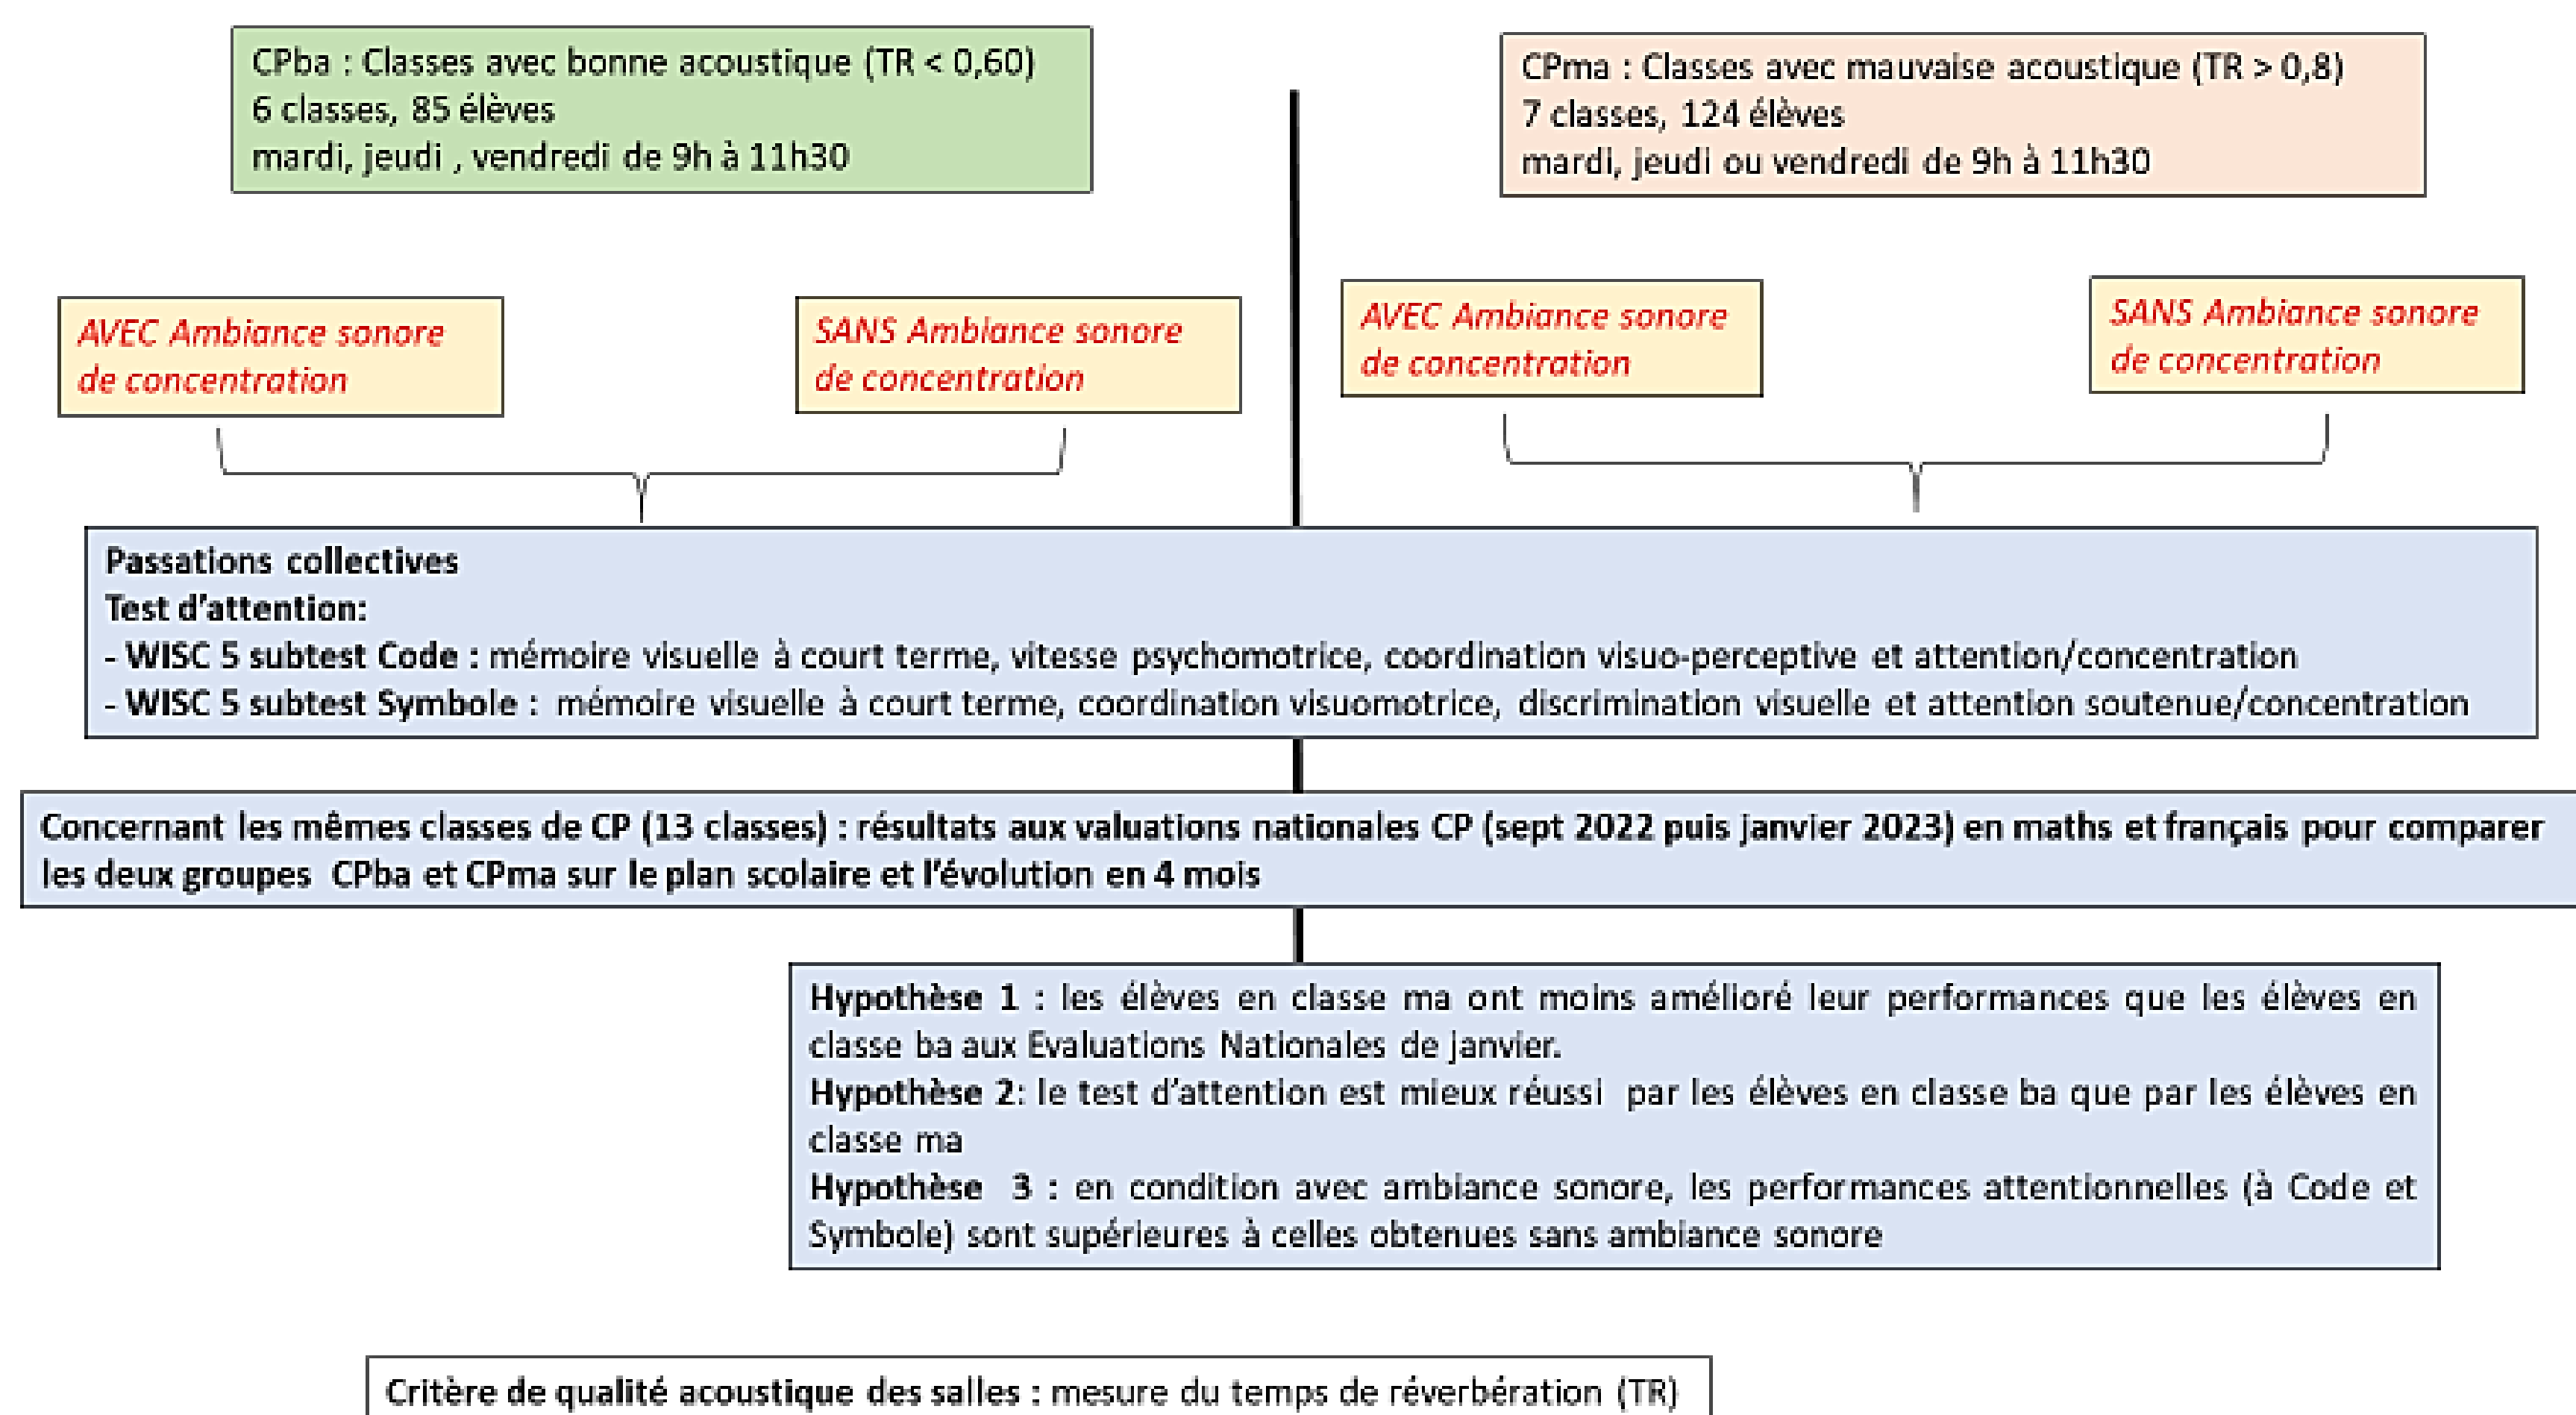 CPba : Classes avec bonne acoustique (TR < 0,60)
6 classes, 85 élèves
mardi, jeudi , vendredi de 9h à 11h30
CPma : Classes avec mauvaise acoustique (TR > 0,8)
7 classes, 124 élèves
mardi, jeudi ou vendredi de 9h à 11h30
AVEC Ambiance sonore
de concentration
SANS Ambiance sonore
de concentration
AVEC Ambiance sonore
de concentration
SANS Ambiance sonore
de concentration
Passations collectives
Test d'attention:
- WISC 5 subtest Code : mémoire visuelle à court terme, vitesse psychomotrice, coordination visuo-perceptive et attention/concentration
- WISC 5 subtest Symbole : mémoire visuelle à court terme, coordination visuomotrice, discrimination visuelle et attention soutenue/concentration
Concernant les mêmes classes de CP (13 classes) : résultats aux valuations nationales CP (sept 2022 puis janvier 2023) en maths et français pour comparer
les deux groupes CPba et CPma sur le plan scolaire et l'évolution en 4 mois
Hypothèse 1 : les élèves en classe ma ont moins amélioré leur performances que les élèves en
classe ba aux Evaluations Nationales de janvier.
Hypothèse 2: le test d'attention est mieux réussi par les élèves en classe ba que par les élèves en
classe ma
Hypothèse 3 : en condition avec ambiance sonore, les performances attentionnelles (à Code et
Symbole) sont supérieures à celles obtenues sans ambiance sonore
Critère de qualité acoustique des salles : mesure du temps de réverbération (TR)